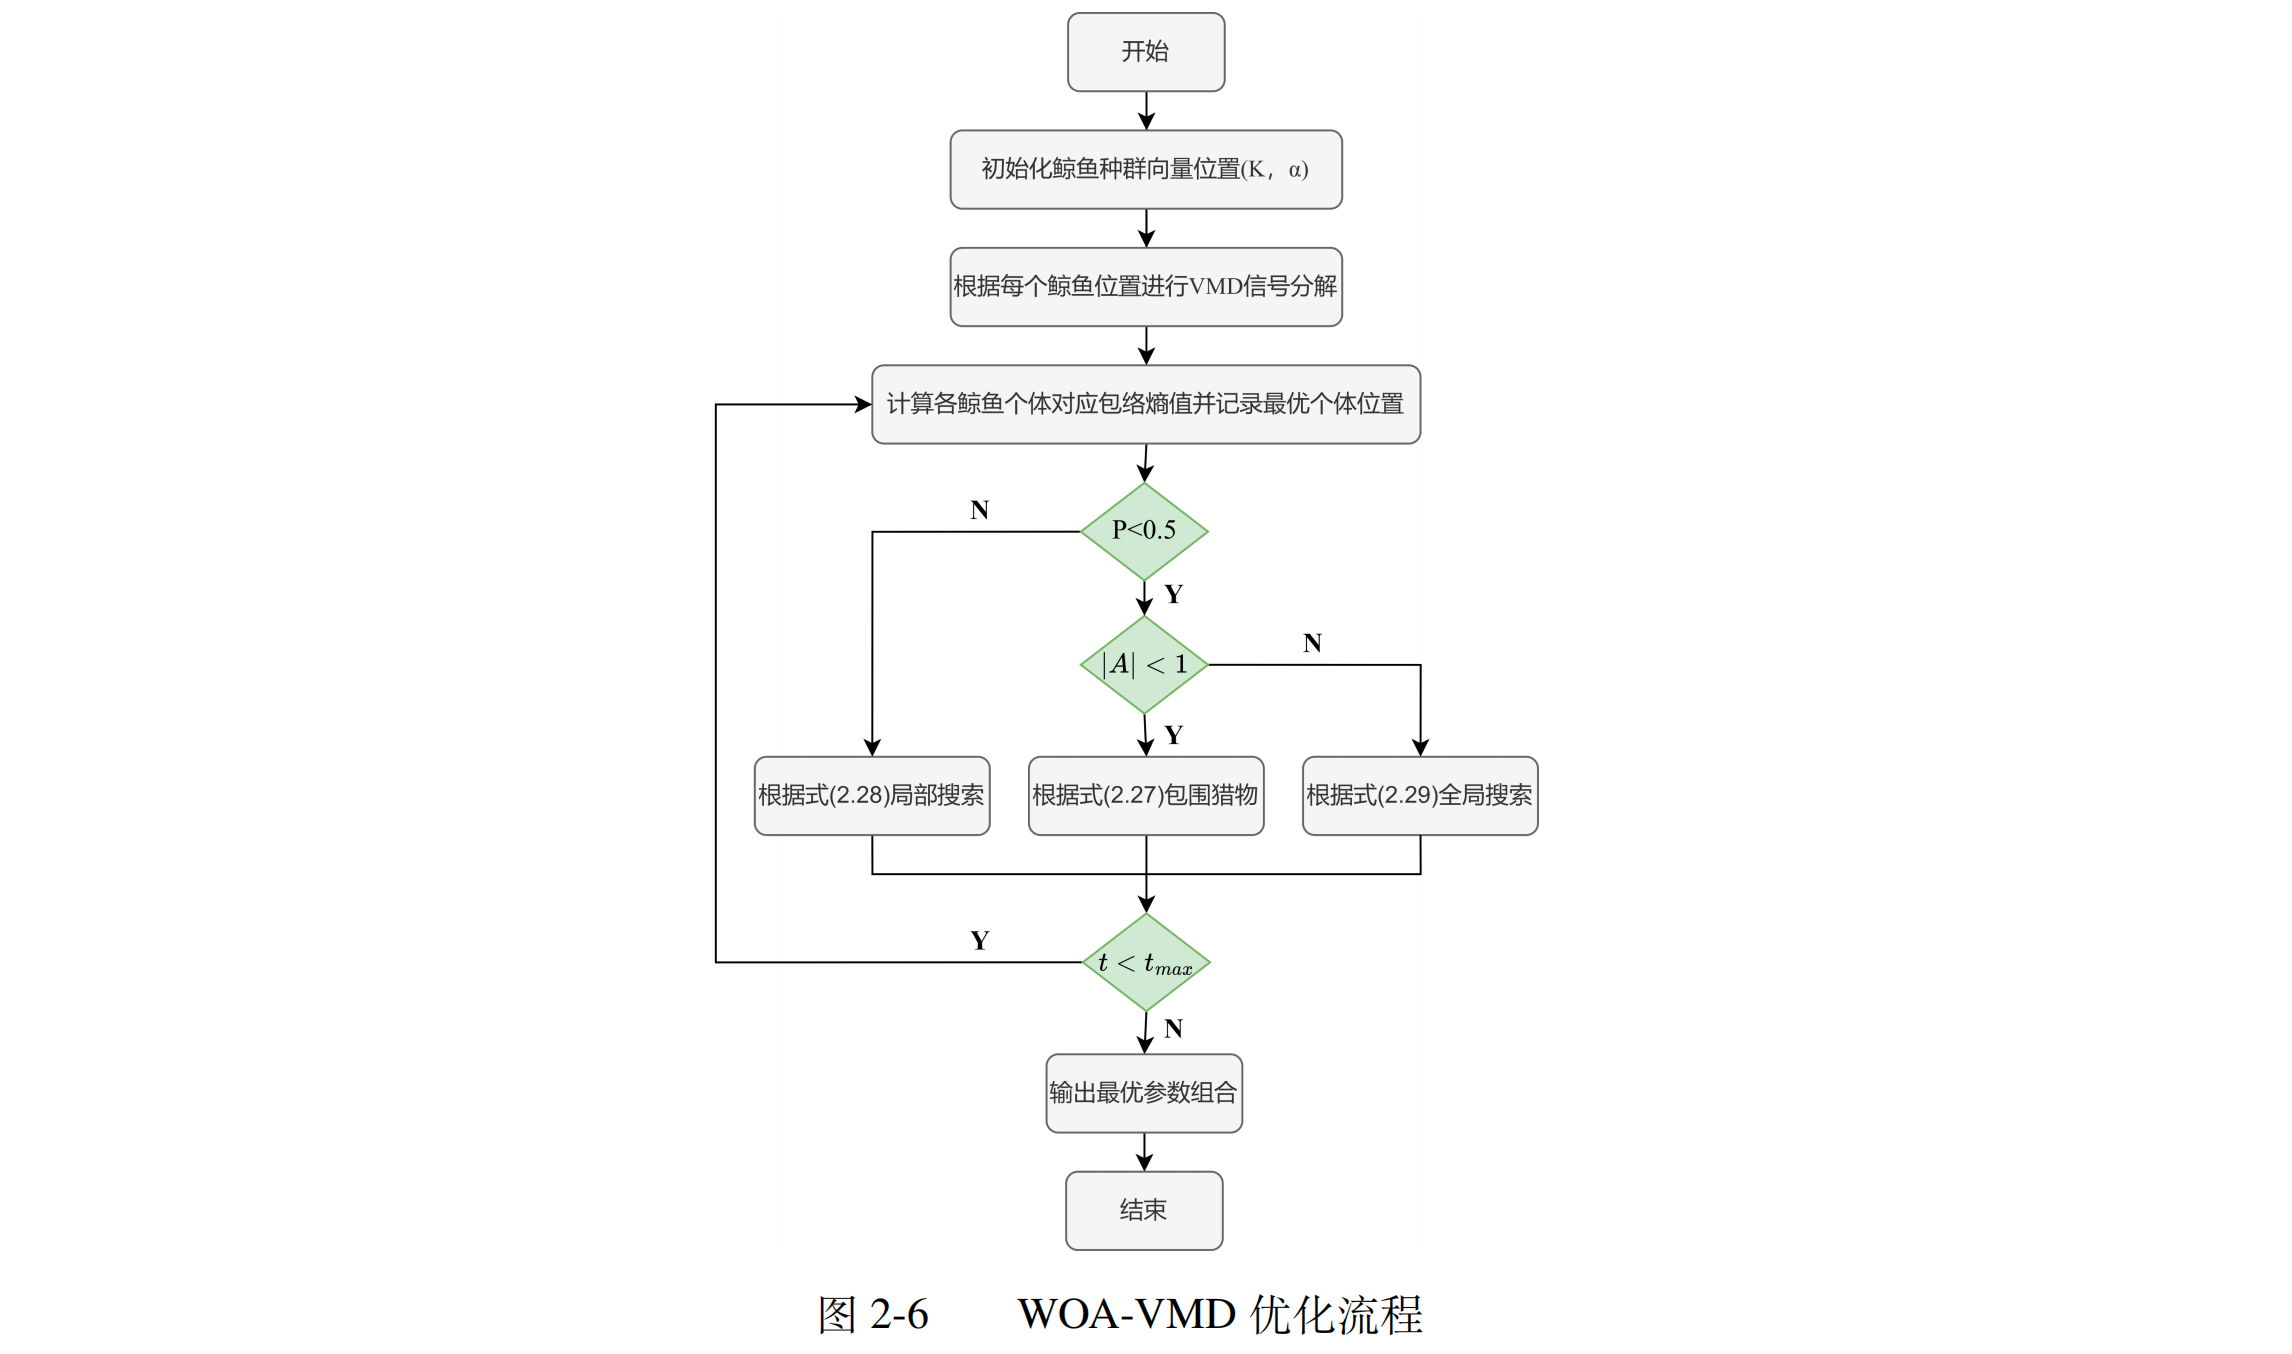 开始
初始化鲸鱼种群向量位置(K，α)
根据每个鲸鱼位置进行VMD信号分解
计算各鲸鱼个体对应包络熵值并记录最优个体位置
N
P<0.5
Y
N
|A| < 1
Y
根据式(2.28)局部搜索
根据式(2.27)包围猎物
根据式(2.29)全局搜索
Y
t < tmax
N
输出最优参数组合
结束
图 2-6 WOA-VMD 优化流程